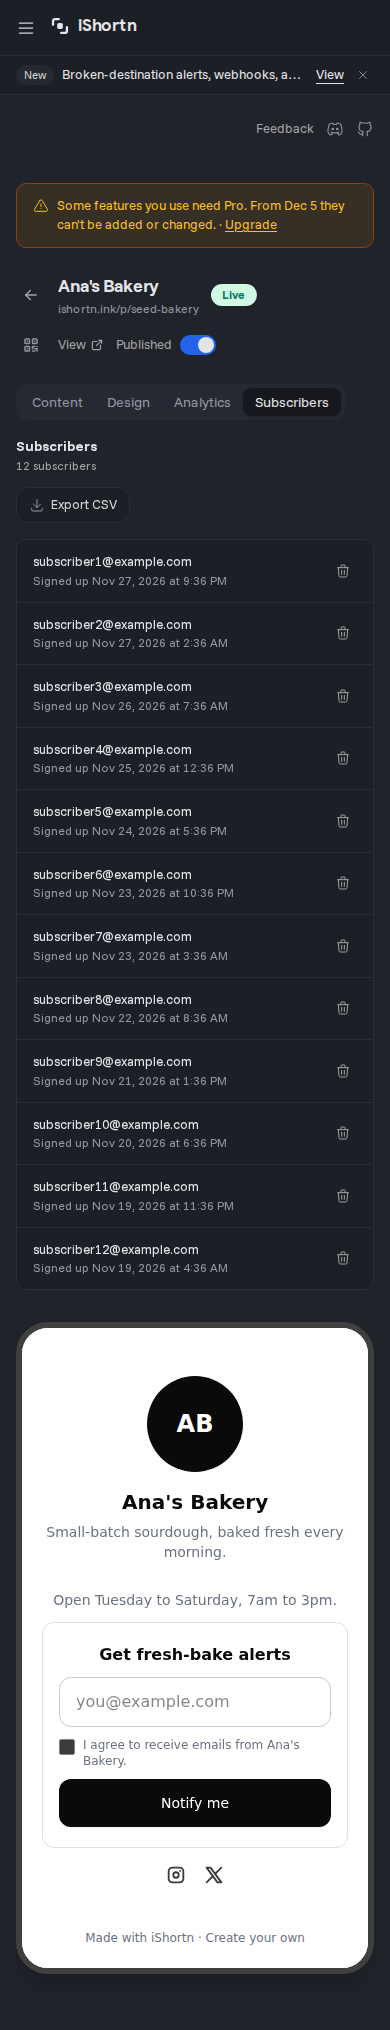 iShortn
New Broken-destination alerts, webhooks, a... View
Feedback
Some features you use need Pro. From Dec 5 they
can't be added or changed. · Upgrade
Ana's Bakery
ishortn.ink/p/seed-bakery
Live
View Published
Content Design Analytics Subscribers
Subscribers
12 subscribers
Export CSV
subscriber1@example.com
Signed up Nov 27, 2026 at 9:36 PM
subscriber2@example.com
Signed up Nov 27, 2026 at 2:36 AM
subscriber3@example.com
Signed up Nov 26, 2026 at 7:36 AM
subscriber4@example.com
Signed up Nov 25, 2026 at 12:36 PM
subscriber5@example.com
Signed up Nov 24, 2026 at 5:36 PM
subscriber6@example.com
Signed up Nov 23, 2026 at 10:36 PM
subscriber7@example.com
Signed up Nov 23, 2026 at 3:36 AM
subscriber8@example.com
Signed up Nov 22, 2026 at 8:36 AM
subscriber9@example.com
Signed up Nov 21, 2026 at 1:36 PM
subscriber10@example.com
Signed up Nov 20, 2026 at 6:36 PM
subscriber11@example.com
Signed up Nov 19, 2026 at 11:36 PM
subscriber12@example.com
Signed up Nov 19, 2026 at 4:36 AM
AB
Ana's Bakery
Small-batch sourdough, baked fresh every
morning.
Open Tuesday to Saturday, 7am to 3pm.
Get fresh-bake alerts
you@example.com
I agree to receive emails from Ana's
Bakery.
Notify me
Made with iShortn · Create your own